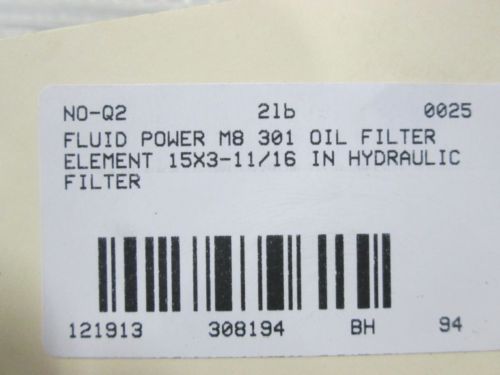 NO-Q2 2lb 0025
FLUID POWER M8 301 OIL FILTER
ELEMENT 15X3-11/16 IN HYDRAULIC
FILTER
121913 308194 BH 94